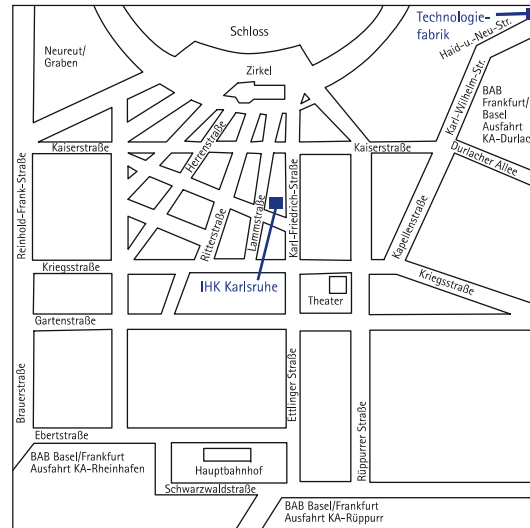 Technologie-
fabrik
Haid-u.-Neu-Str.
Schloss
Neureut/
Graben
Zirkel
Karl-Wilhelm-Str.
BAB
Frankfurt/
Basel
Ausfahrt
KA-Durlach
Herrenstraße
Kaiserstraße
Kaiserstraße
Durlacher Allee
Reinhold-Frank-Straße
Ritterstraße
Lammstraße
Karl-Friedrich-Straße
Kapellenstraße
Kriegsstraße
IHK Karlsruhe
Theater
Kriegsstraße
Gartenstraße
Brauerstraße
Ettlinger Straße
Rüppurrer Straße
Ebertstraße
BAB Basel/Frankfurt
Ausfahrt KA-Rheinhafen
Hauptbahnhof
Schwarzwaldstraße
BAB Basel/Frankfurt
Ausfahrt KA-Rüppurr